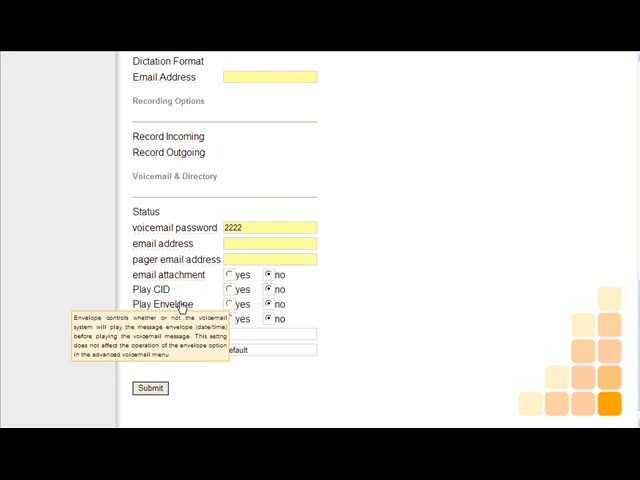 Dictation Format
Email Address
Recording Options
Record Incoming
Record Outgoing
Voicemail & Directory
Status
voicemail password 2222
email address
pager email address
email attachment yes no
Play CID yes no
Play Envelope yes no
yes no
Envelope controls whether or not the voicemail
system will play the message envelope (date/time)
before playing the voicemail message. This setting
does not affect the operation of the envelope option
in the advanced voicemail menu.
efault
Submit